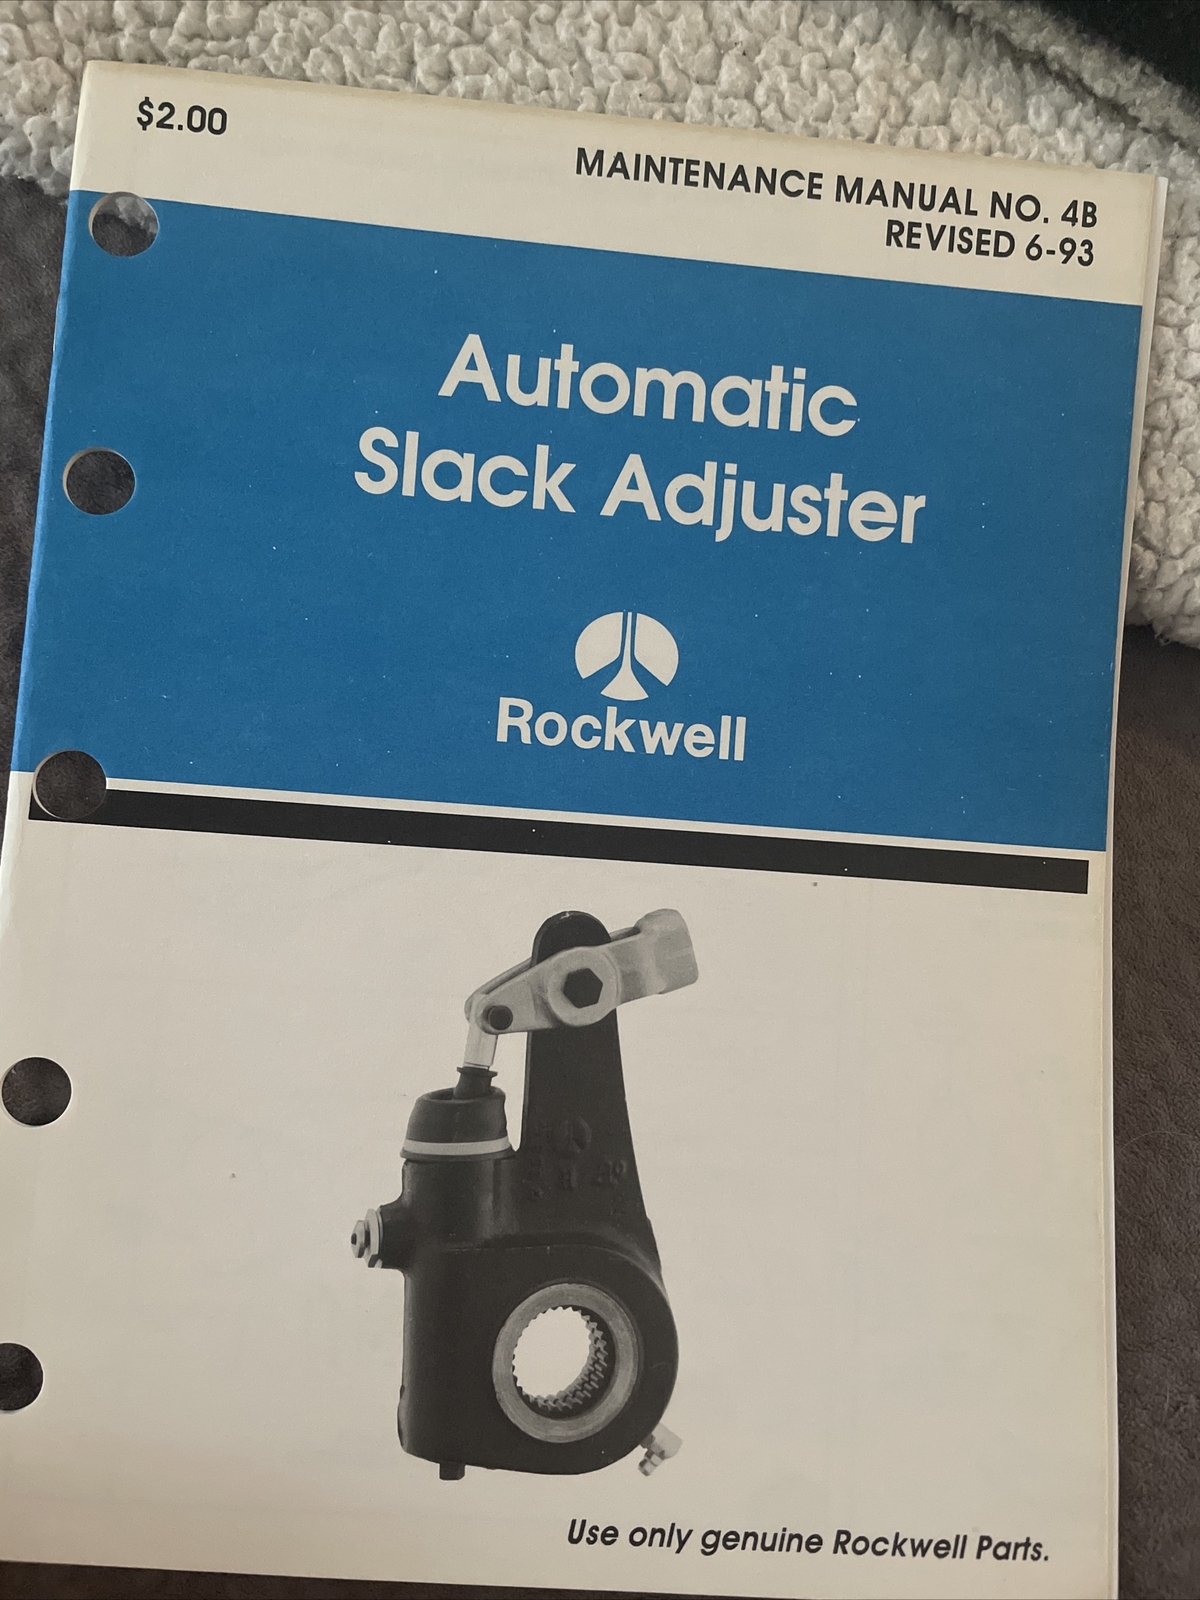 $2.00
MAINTENANCE MANUAL NO. 4B
REVISED 6-93
Automatic
Slack Adjuster
Rockwell
Use only genuine Rockwell Parts.